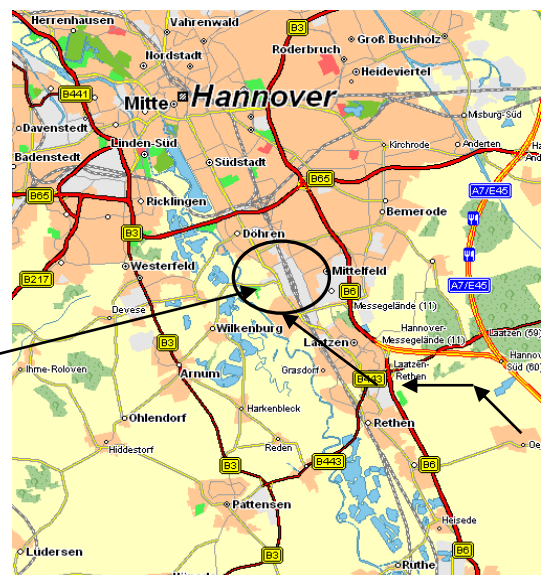 Herrenhausen
Vahrenwald
B3
Groß Buchholz
Roderbruch
Nordstadt
Heideviertel
B441
Mitte
Hannover
Misburg-Süd
Davenstedt
Linden-Süd
Kirchrode
Anderten
Badenstedt
Südstadt
B65
A7/E45
B65
Ricklingen
Bemerode
B3
Döhren
Westerfeld
Mittelfeld
B217
B6
A7/E45
Devese
Messegelände (11)
Wilkenburg
Hannover-
Messegelände (11)
Laatzen (59)
B3
Laatzen
Hannov
Laatzen-
Rethen
Süd (60)
Ihme-Roloven
Arnum
Grasdorf
B443
Harkenbleck
Ohlendorf
Rethen
Hiddestorf
Reden
B3
B443
B6
Pattensen
Heisede
Lüdersen
B3
B6
Ruthe